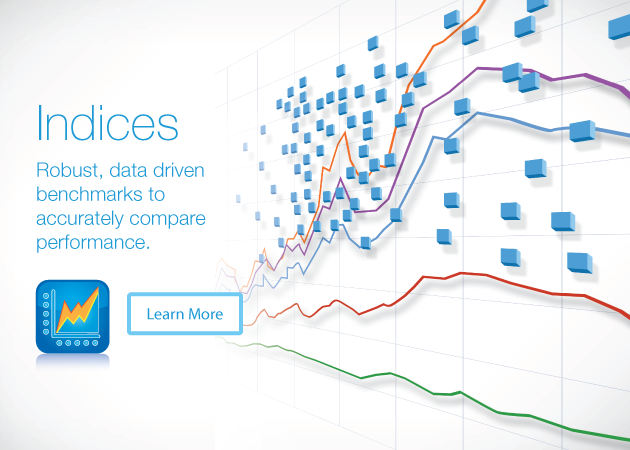 Indices
Robust, data driven
benchmarks to
accurately compare
performance.
Learn More